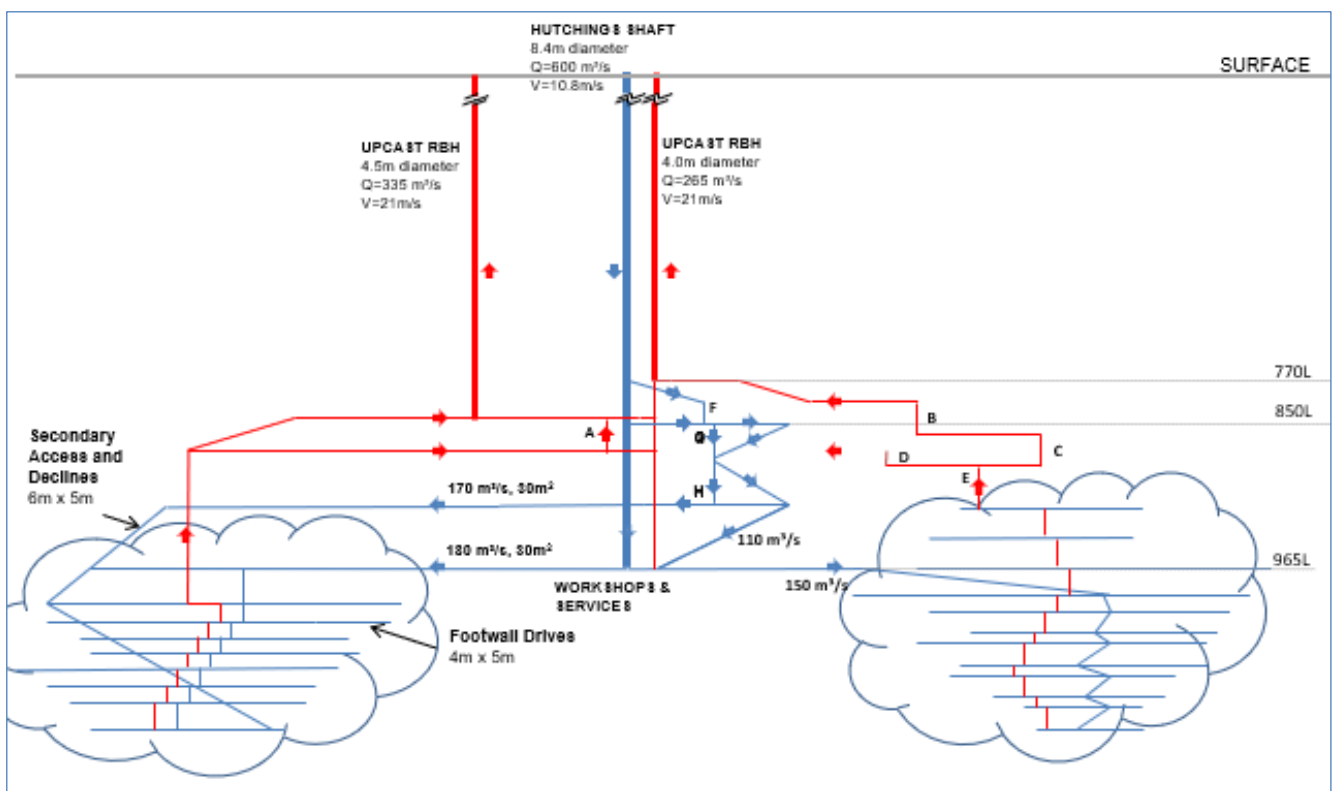 HUTCHINGS SHAFT
8.4m diameter
Q=600 m³/s
V=10.8m/s
SURFACE
UPCAST RBH
4.5m diameter
Q=335 m³/s
V=21m/s
UPCAST RBH
4.0m diameter
Q=265 m³/s
V=21m/s
770L
F
B
850L
A
G
C
D
E
Secondary
Access and
Declines
6m x 5m
170 m³/s, 30m²
H
110 m³/s
180 m³/s, 30m²
965L
WORKSHOPS &
SERVICES
150 m³/s
Footwall Drives
4m x 5m